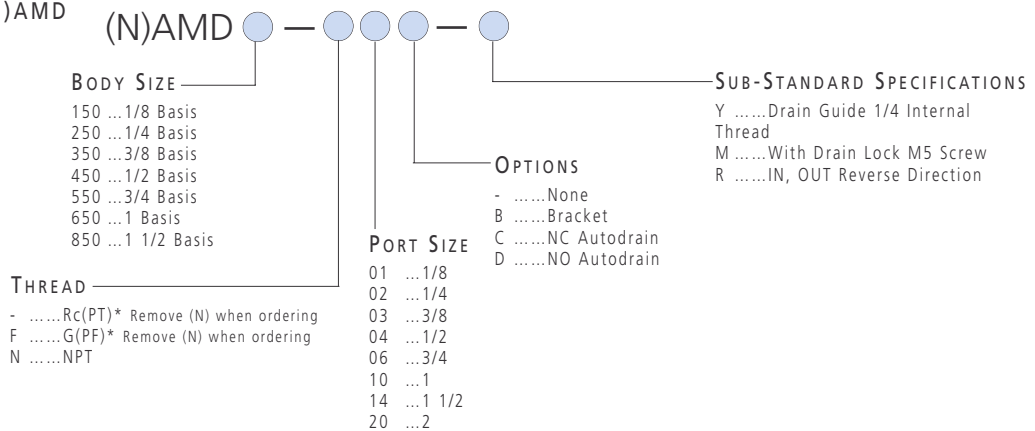 )AMD
(N)AMD — —
BODY SIZE
150 ...1/8 Basis
250 ...1/4 Basis
350 ...3/8 Basis
450 ...1/2 Basis
550 ...3/4 Basis
650 ...1 Basis
850 ...1 1/2 Basis
THREAD
- ......Rc(PT)* Remove (N) when ordering
F ......G(PF)* Remove (N) when ordering
N ......NPT
PORT SIZE
01 ...1/8
02 ...1/4
03 ...3/8
04 ...1/2
06 ...3/4
10 ...1
14 ...1 1/2
20 ...2
OPTIONS
- ......None
B ......Bracket
C ......NC Autodrain
D ......NO Autodrain
SUB-STANDARD SPECIFICATIONS
Y ......Drain Guide 1/4 Internal
Thread
M ......With Drain Lock M5 Screw
R ......IN, OUT Reverse Direction